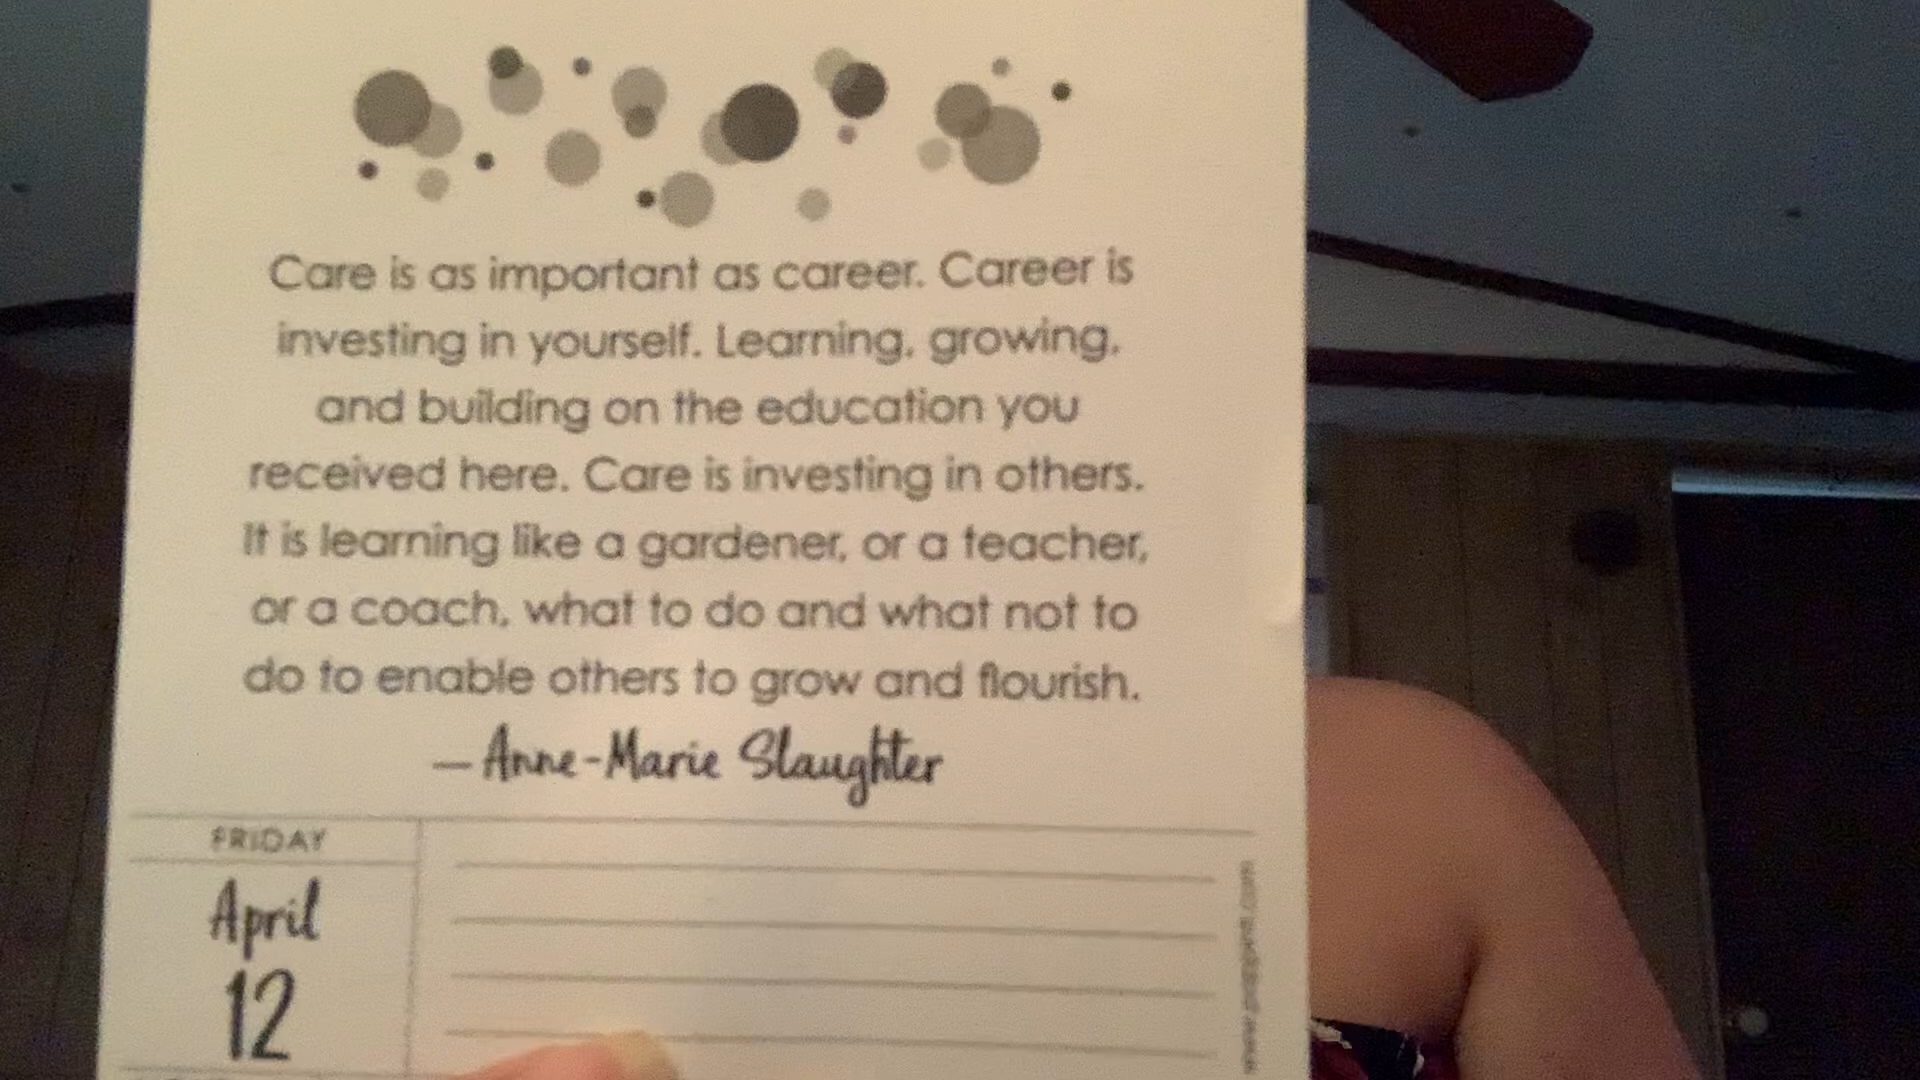 Care is as important as career. Career is
investing in yourself. Learning, growing,
and building on the education you
received here. Care is investing in others.
It is learning like a gardener, or a teacher,
or a coach, what to do and what not to
do to enable others to grow and flourish.
— Anne-Marie Slaughter
FRIDAY
April
12